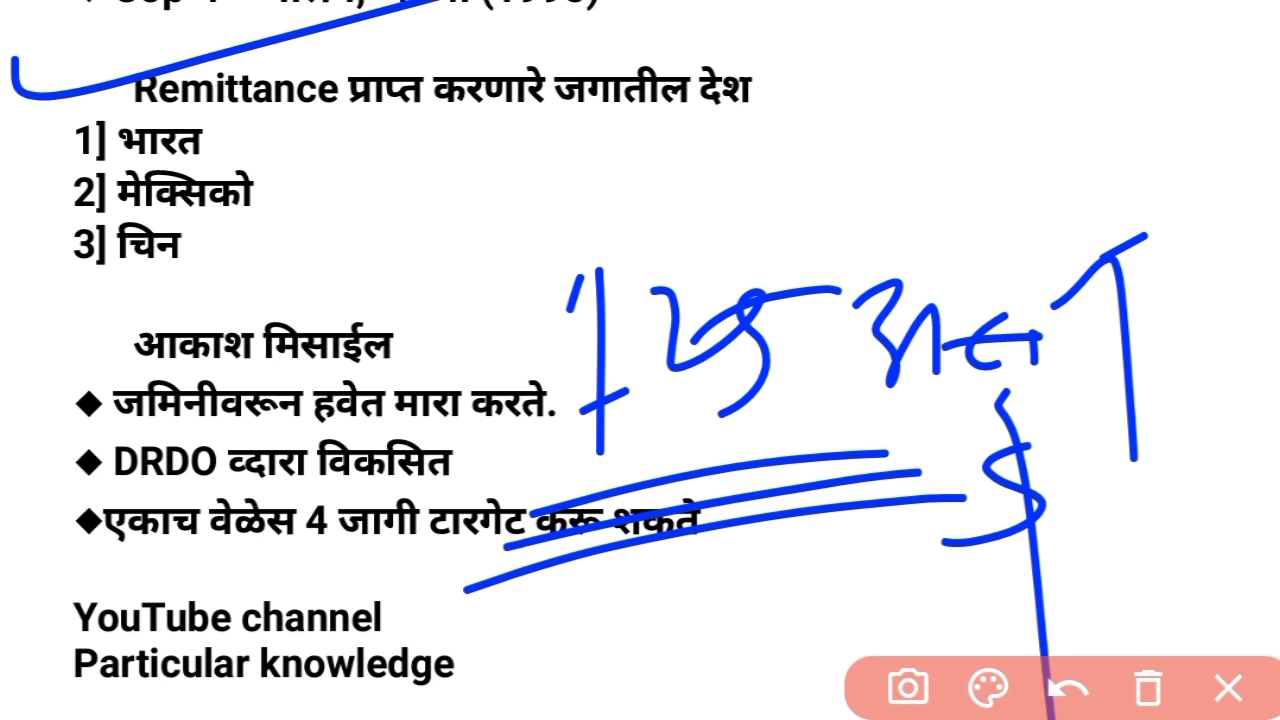 Remittance प्राप्त करणारे जगातील देश
1] भारत
2] मेक्सिको
3] चिन
आकाश मिसाईल
◆ जमिनीवरून हवेत मारा करते.
◆ DRDO व्दारा विकसित
◆एकाच वेळेस 4 जागी टारगेट करू शकते
$
YouTube channel
Particular knowledge